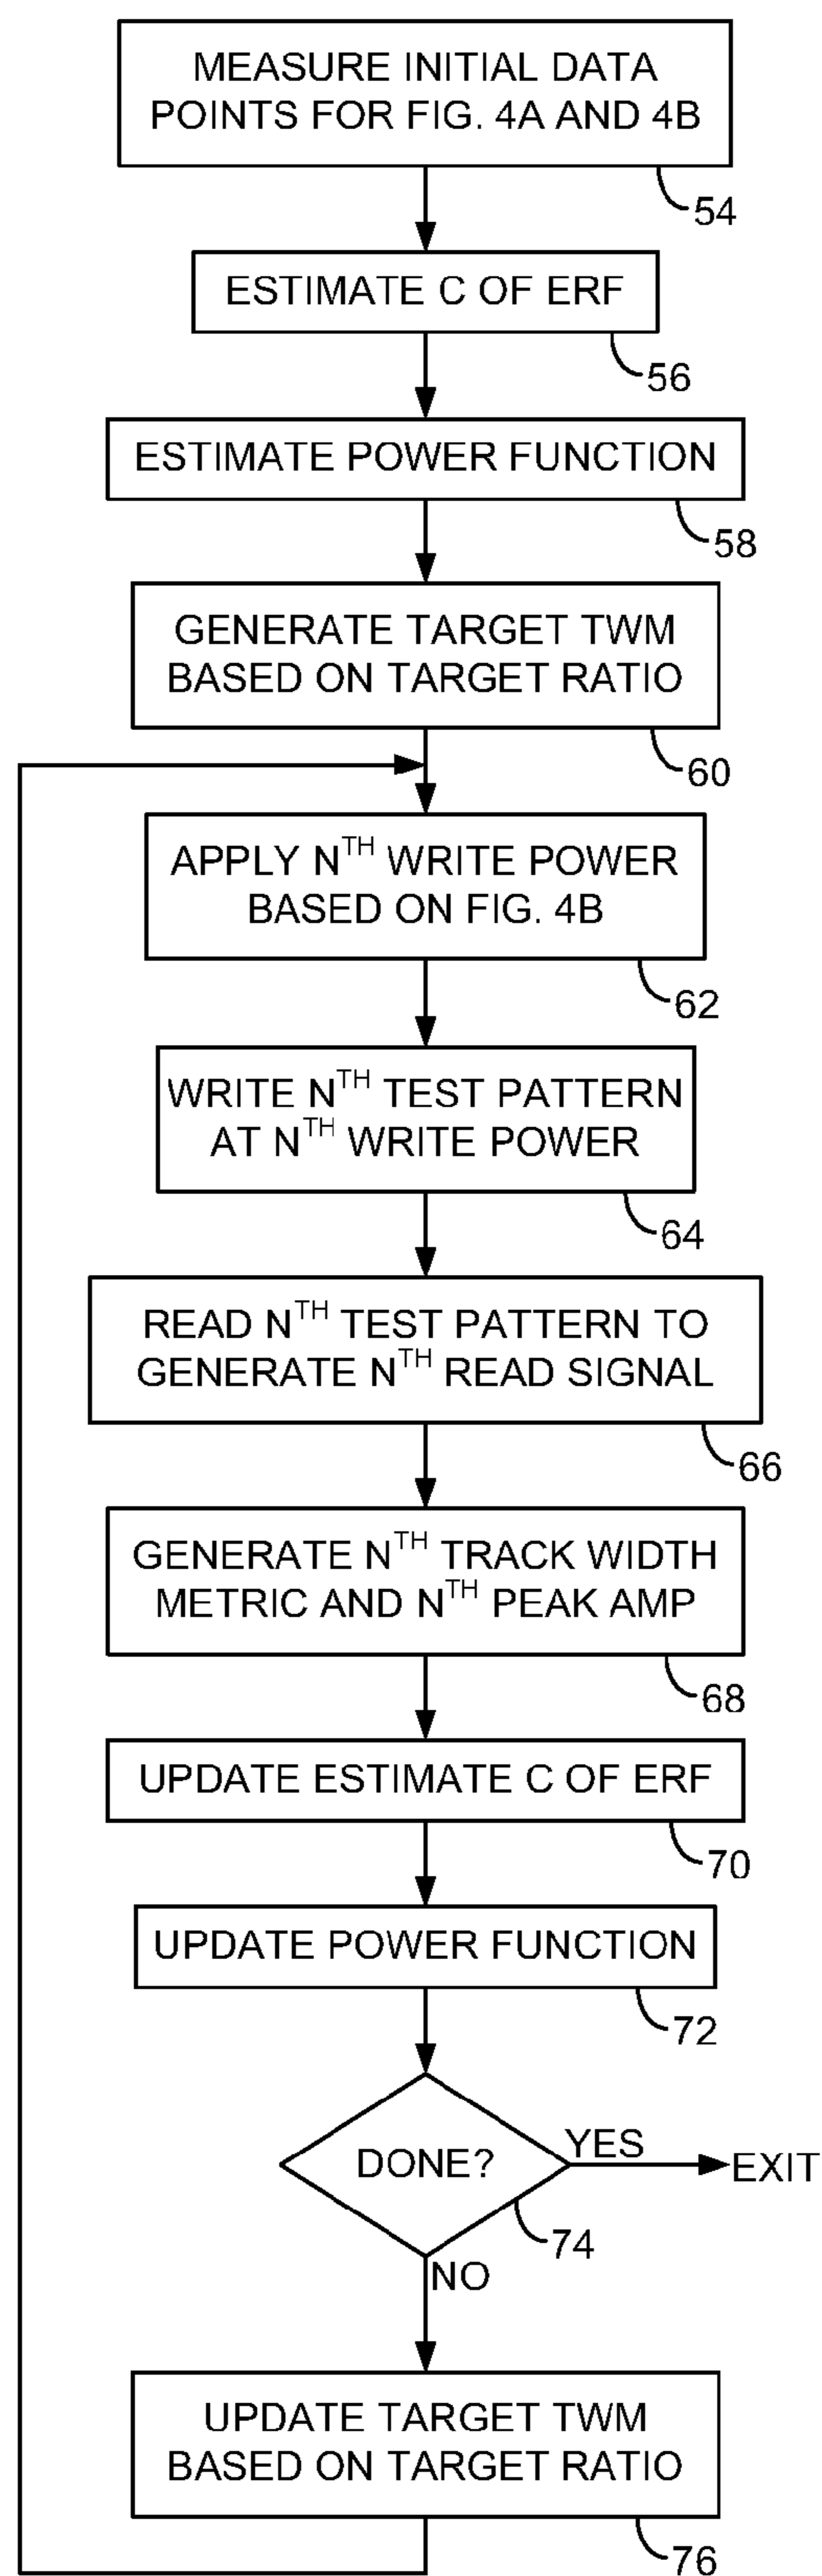 MEASURE INITIAL DATA
POINTS FOR FIG. 4A AND 4B
54
ESTIMATE C OF ERF
56
ESTIMATE POWER FUNCTION
58
GENERATE TARGET TWM
BASED ON TARGET RATIO
60
APPLY NTH WRITE POWER
BASED ON FIG. 4B
62
WRITE NTH TEST PATTERN
AT NTH WRITE POWER
64
READ NTH TEST PATTERN TO
GENERATE NTH READ SIGNAL
66
GENERATE NTH TRACK WIDTH
METRIC AND NTH PEAK AMP
68
UPDATE ESTIMATE C OF ERF
70
UPDATE POWER FUNCTION
72
DONE?
YES
EXIT
74
NO
UPDATE TARGET TWM
BASED ON TARGET RATIO
76